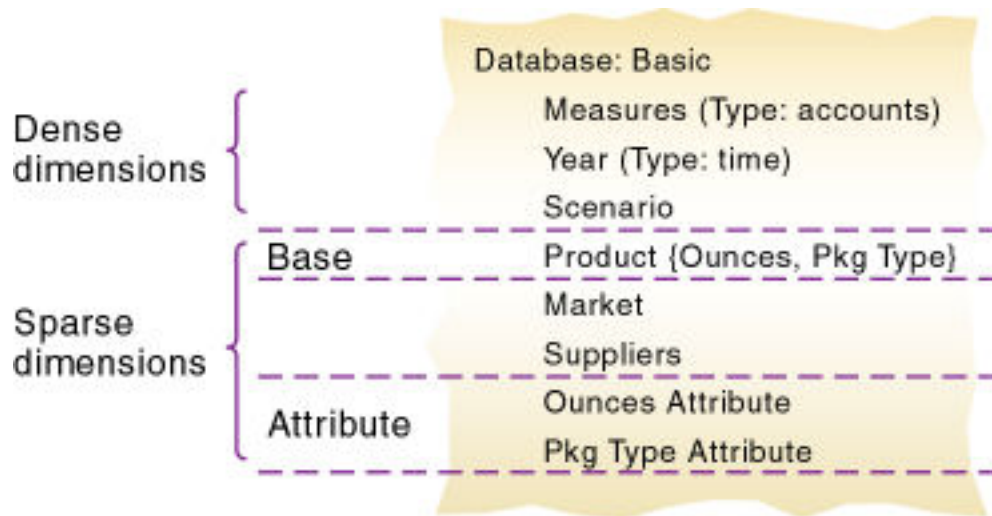 Database: Basic
Dense
dimensions
Measures (Type: accounts)
Year (Type: time)
Scenario
Sparse
dimensions
Base
Product {Ounces, Pkg Type}
Market
Suppliers
Attribute
Ounces Attribute
Pkg Type Attribute